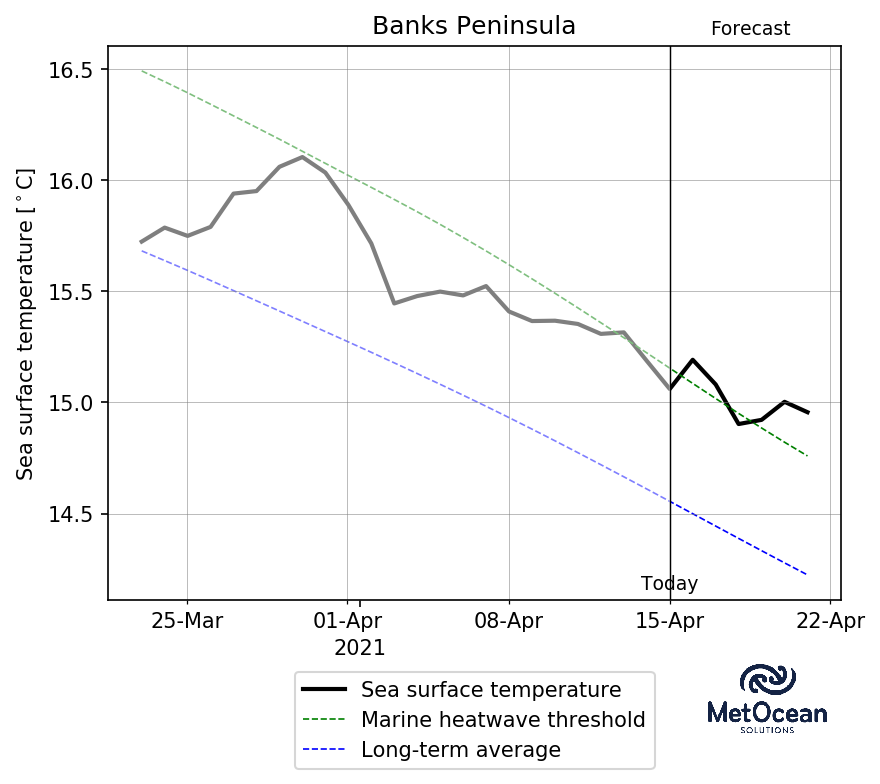 Banks Peninsula
Forecast
Sea surface temperature [°C]
16.5
16.0
15.5
15.0
14.5
Today
25-Mar
01-Apr
08-Apr
15-Apr
22-Apr
2021
Sea surface temperature
Marine heatwave threshold
Long-term average
MetOcean
SOLUTIONS